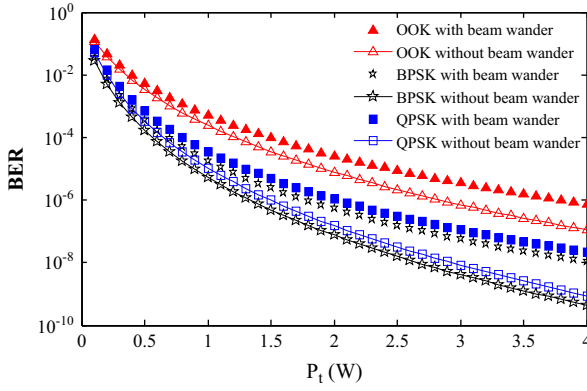 10^0
10^-2
10^-4
10^-6
10^-8
10^-10
BER
OOK with beam wander
OOK without beam wander
BPSK with beam wander
BPSK without beam wander
QPSK with beam wander
QPSK without beam wander
0 0.5 1 1.5 2 2.5 3 3.5 4
P_t (W)